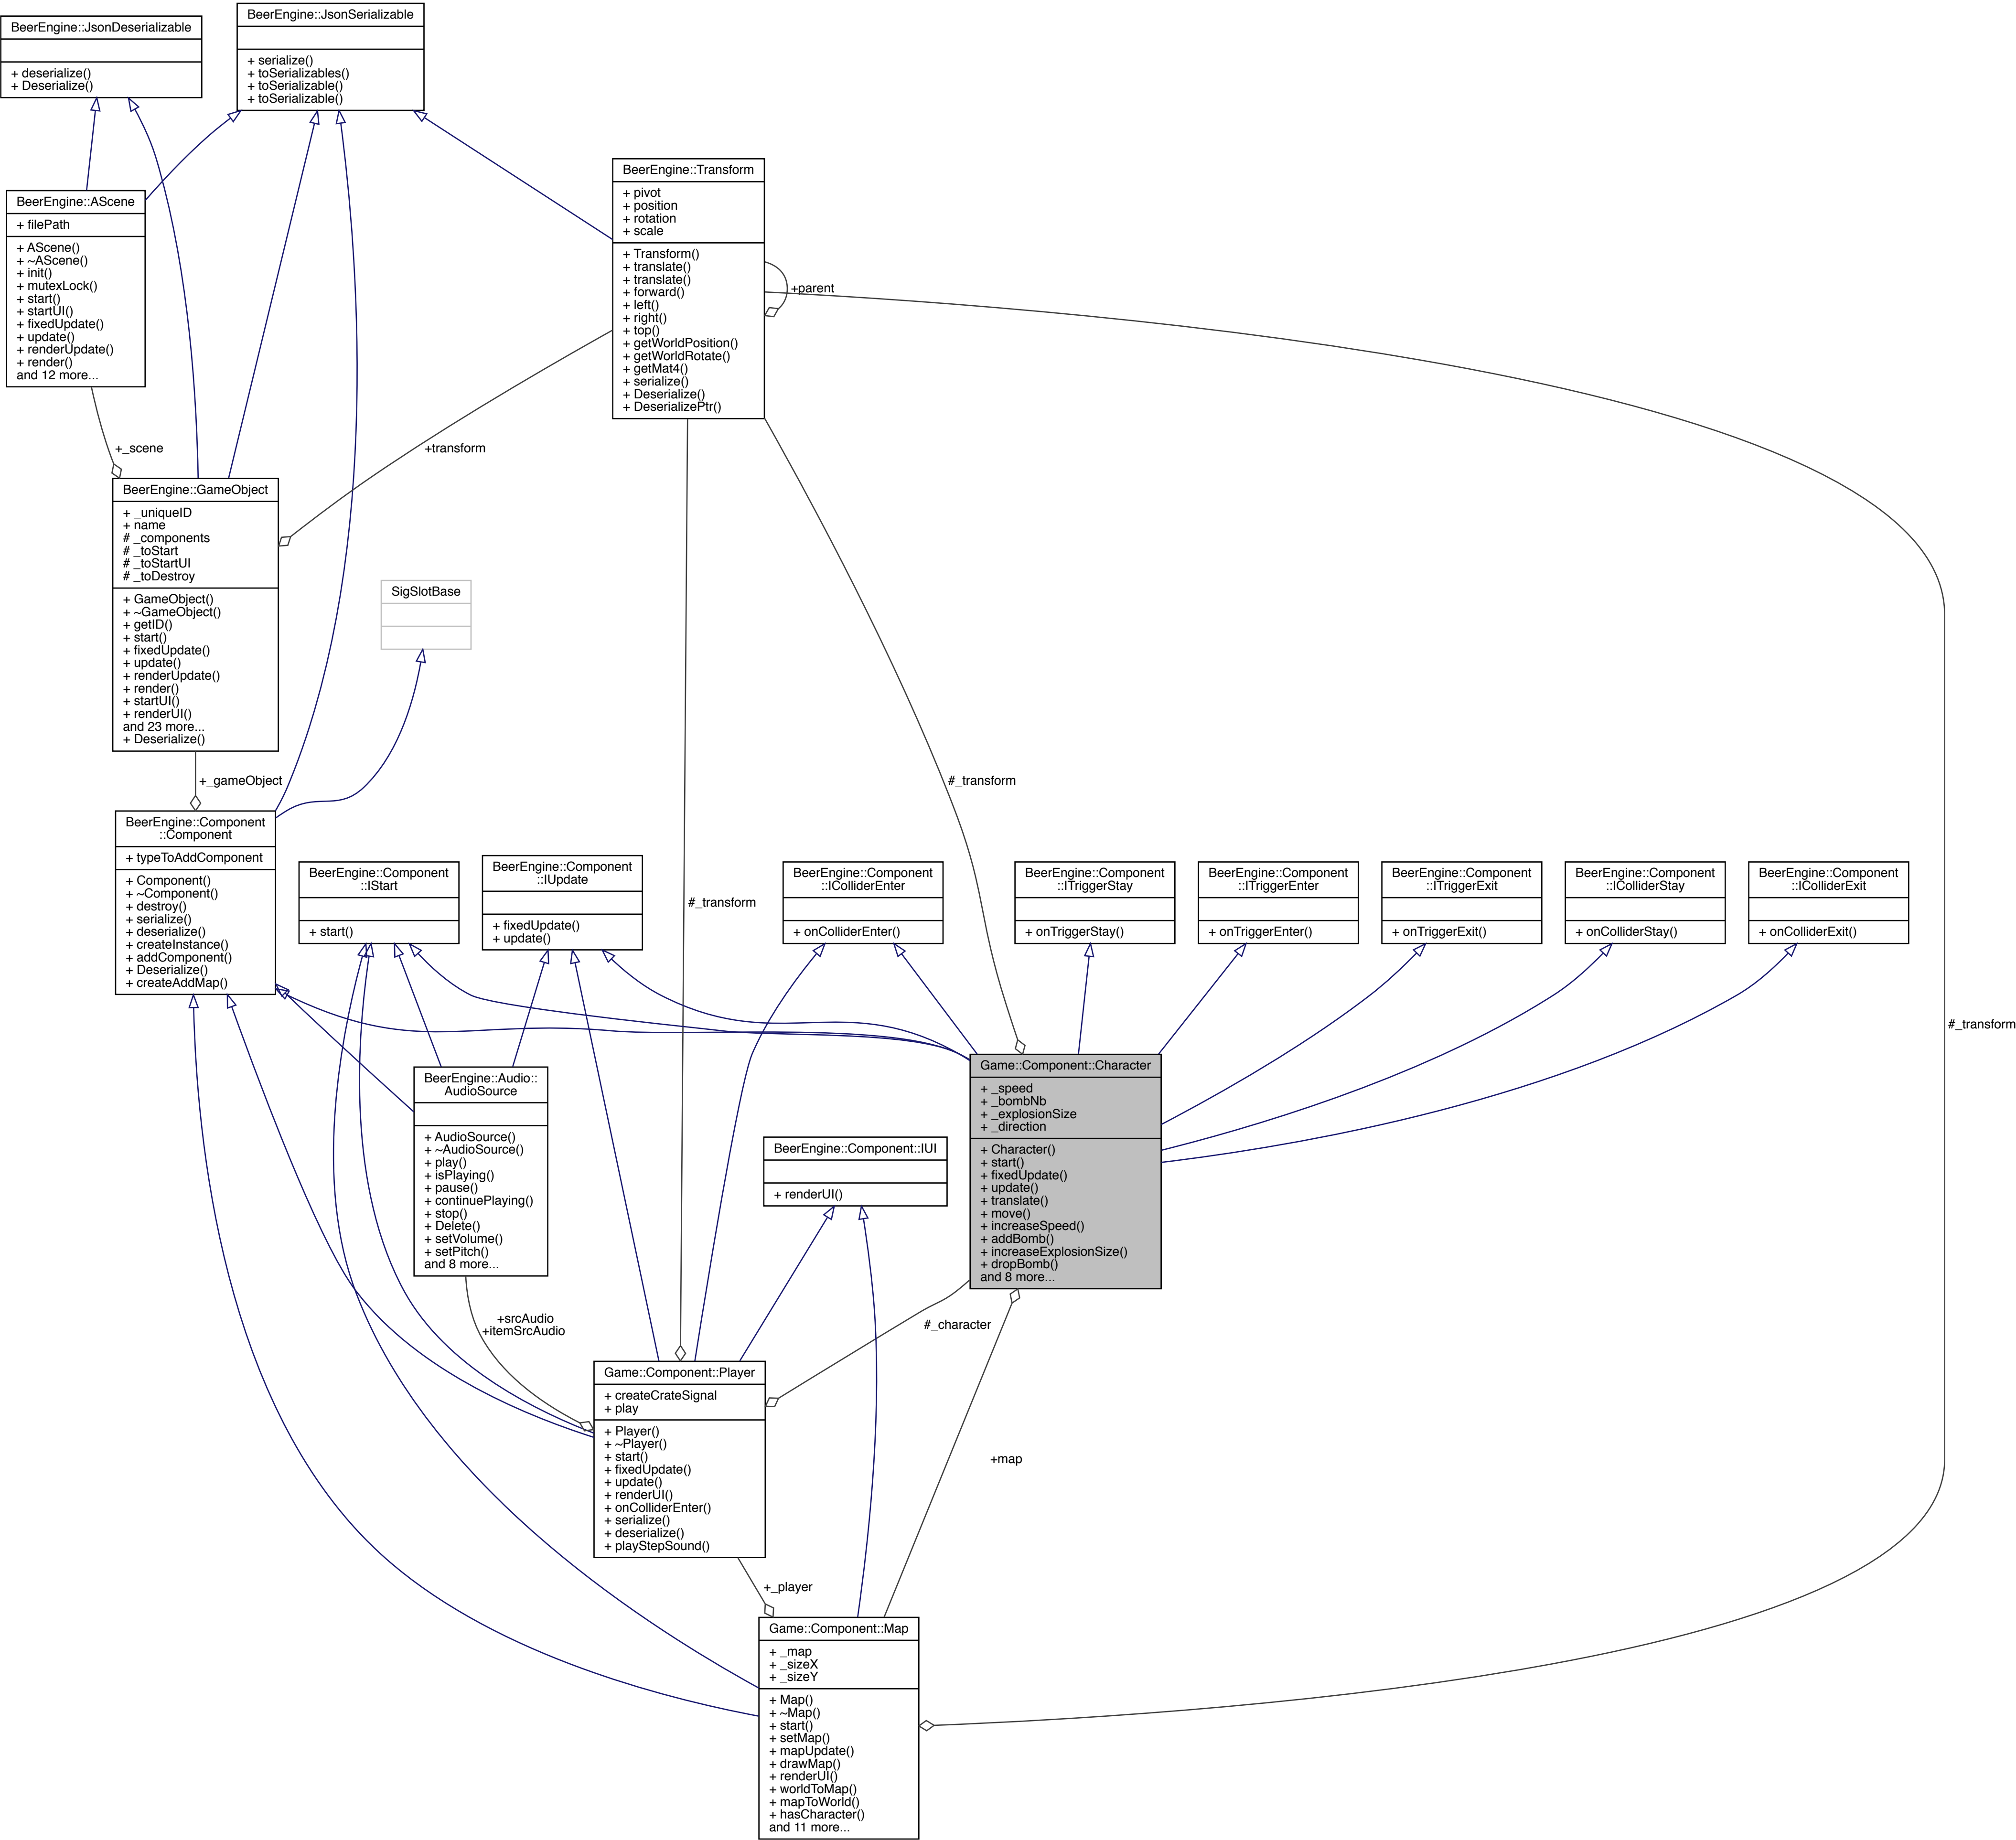 BeerEngine::JsonDeserializable
+ deserialize()
+ Deserialize()
BeerEngine::JsonSerializable
+ serialize()
+ toSerializables()
+ toSerializable()
+ toSerializable()
BeerEngine::AScene
+ filePath
+ AScene()
+ ~AScene()
+ init()
+ mutexLock()
+ start()
+ startUI()
+ fixedUpdate()
+ update()
+ renderUpdate()
+ render()
and 12 more...
BeerEngine::Transform
+ pivot
+ position
+ rotation
+ scale
+ Transform()
+ translate()
+ translate()
+ forward()
+ left()
+ right()
+ top()
+ getWorldPosition()
+ getWorldRotate()
+ getMat4()
+ serialize()
+ Deserialize()
+ DeserializePtr()
+parent
+_scene
+transform
BeerEngine::GameObject
+ _uniqueID
+ name
# _components
# _toStart
# _toStartUI
# _toDestroy
+ GameObject()
+ ~GameObject()
+ getID()
+ start()
+ fixedUpdate()
+ update()
+ renderUpdate()
+ render()
+ startUI()
+ renderUI()
and 23 more...
+ Deserialize()
SigSlotBase
+_gameObject
#_transform
BeerEngine::Component
::Component
+ typeToAddComponent
+ Component()
+ ~Component()
+ destroy()
+ serialize()
+ deserialize()
+ createInstance()
+ addComponent()
+ Deserialize()
+ createAddMap()
BeerEngine::Component
::IStart
+ start()
BeerEngine::Component
::IUpdate
+ fixedUpdate()
+ update()
#_transform
BeerEngine::Component
::IColliderEnter
+ onColliderEnter()
BeerEngine::Component
::ITriggerStay
+ onTriggerStay()
BeerEngine::Component
::ITriggerEnter
+ onTriggerEnter()
BeerEngine::Component
::ITriggerExit
+ onTriggerExit()
BeerEngine::Component
::IColliderStay
+ onColliderStay()
BeerEngine::Component
::IColliderExit
+ onColliderExit()
#_transform
BeerEngine::Audio::
AudioSource
+ AudioSource()
+ ~AudioSource()
+ play()
+ isPlaying()
+ pause()
+ continuePlaying()
+ stop()
+ Delete()
+ setVolume()
+ setPitch()
and 8 more...
BeerEngine::Component::IUI
+ renderUI()
Game::Component::Character
+ _speed
+ _bombNb
+ _explosionSize
+ _direction
+ Character()
+ start()
+ fixedUpdate()
+ update()
+ translate()
+ move()
+ increaseSpeed()
+ addBomb()
+ increaseExplosionSize()
+ dropBomb()
and 8 more...
+srcAudio
+itemSrcAudio
#_character
Game::Component::Player
+ createCrateSignal
+ play
+ Player()
+ ~Player()
+ start()
+ fixedUpdate()
+ update()
+ renderUI()
+ onColliderEnter()
+ serialize()
+ deserialize()
+ playStepSound()
+map
+_player
Game::Component::Map
+ _map
+ _sizeX
+ _sizeY
+ Map()
+ ~Map()
+ start()
+ setMap()
+ mapUpdate()
+ drawMap()
+ renderUI()
+ worldToMap()
+ mapToWorld()
+ hasCharacter()
and 11 more...